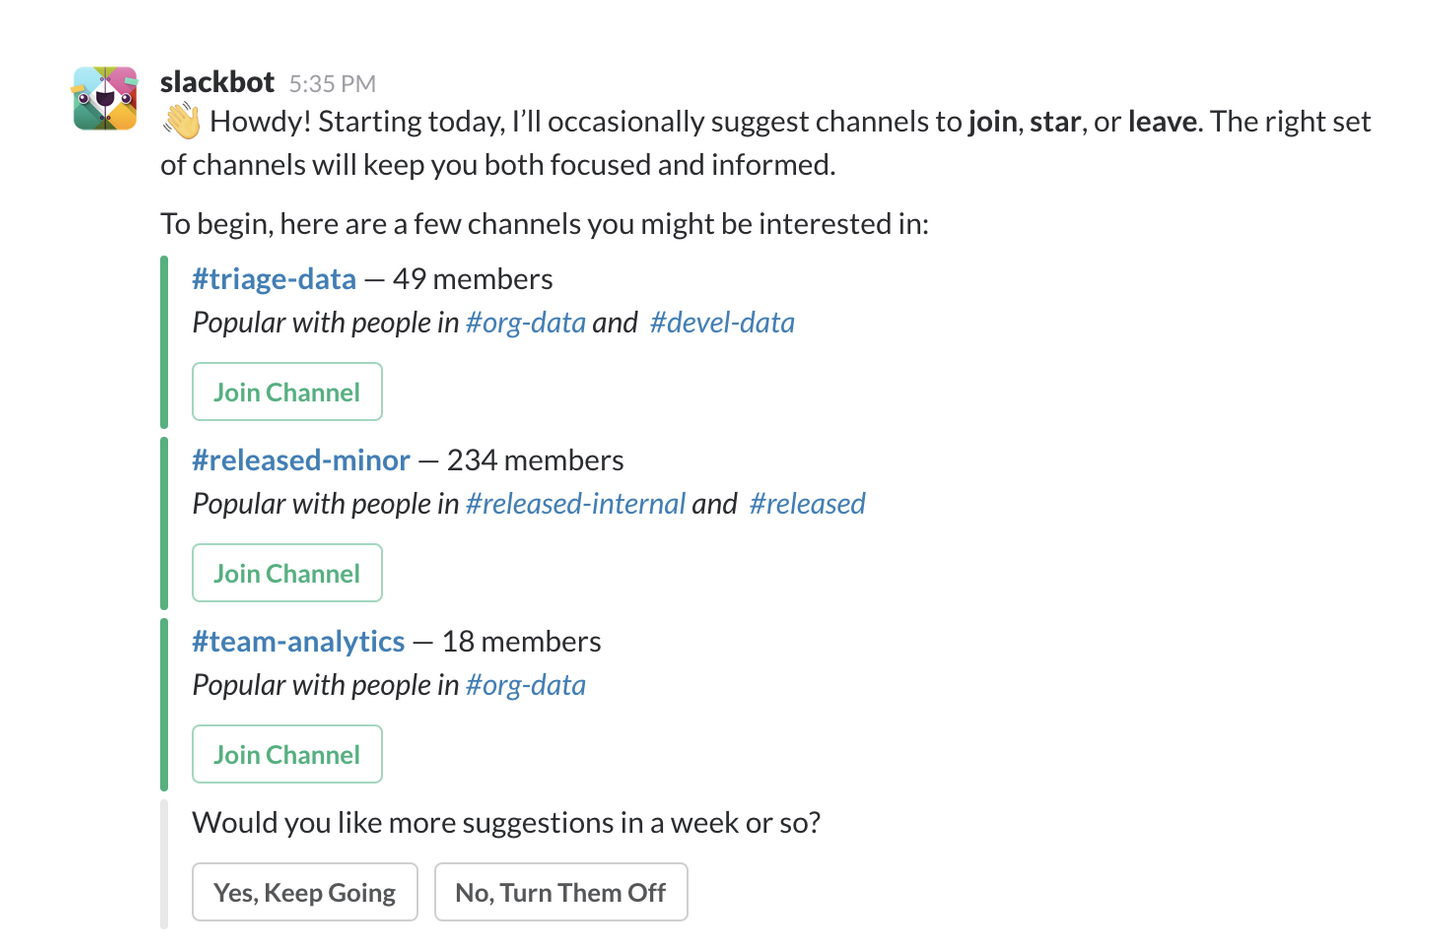 slackbot 5:35 PM
👋 Howdy! Starting today, I’ll occasionally suggest channels to join, star, or leave. The right set
of channels will keep you both focused and informed.
To begin, here are a few channels you might be interested in:
#triage-data — 49 members
Popular with people in #org-data and #devel-data
Join Channel
#released-minor — 234 members
Popular with people in #released-internal and #released
Join Channel
#team-analytics — 18 members
Popular with people in #org-data
Join Channel
Would you like more suggestions in a week or so?
Yes, Keep Going No, Turn Them Off